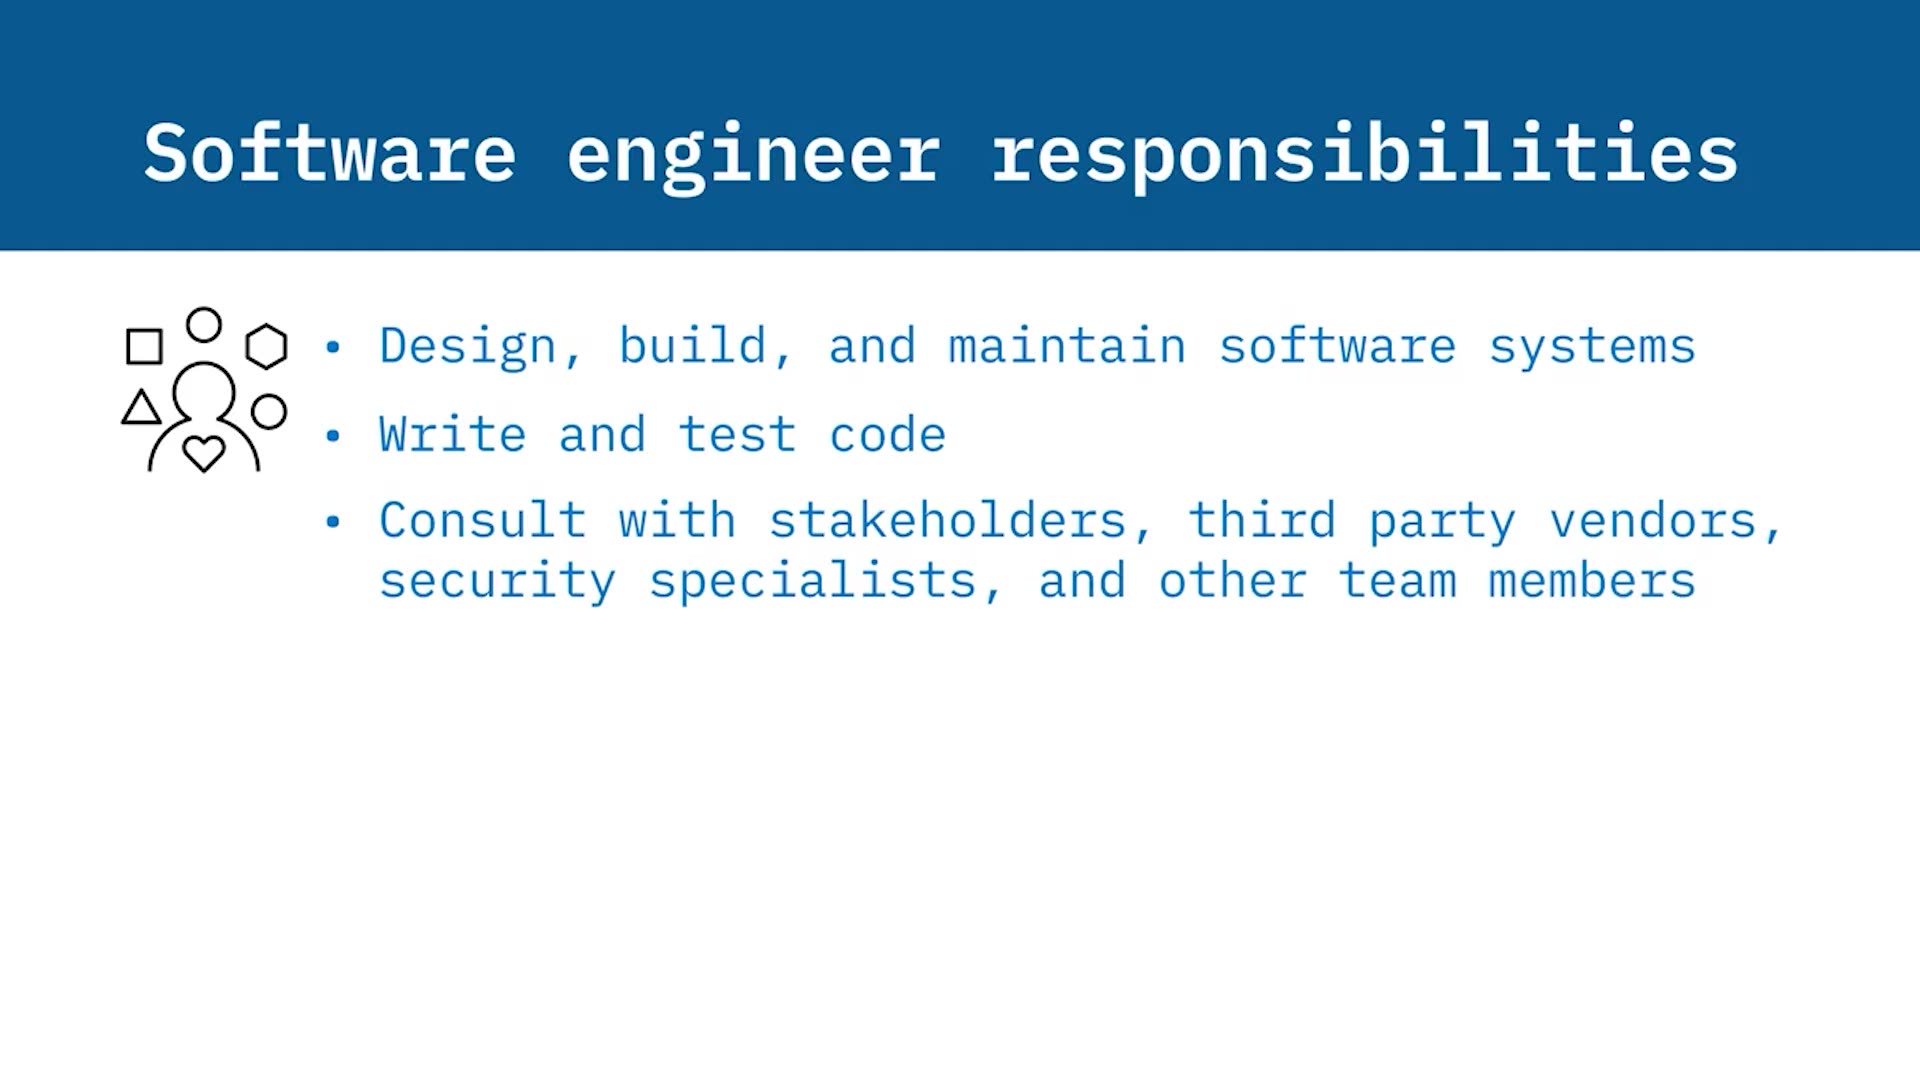 Software engineer responsibilities
• Design, build, and maintain software systems
• Write and test code
• Consult with stakeholders, third party vendors,
security specialists, and other team members